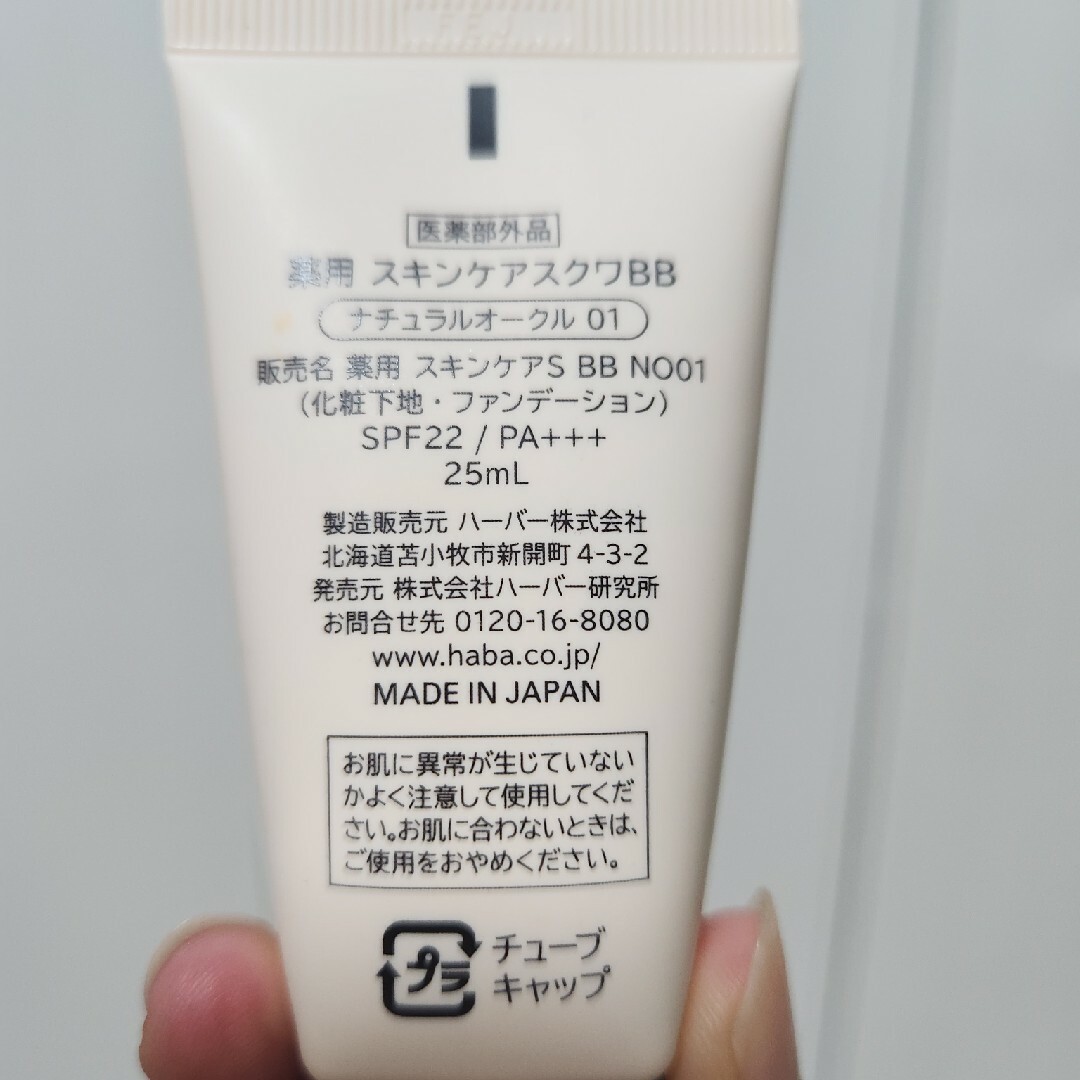 医薬部外品
薬用 スキンケアスクワBB
ナチュラルオークル 01
販売名 薬用 スキンケアS BB NO01
(化粧下地・ファンデーション)
SPF22 / PA+++
25mL
製造販売元 ハーバー株式会社
北海道苫小牧市新開町 4-3-2
発売元 株式会社ハーバー研究所
お問合せ先 0120-16-8080
www.haba.co.jp/
MADE IN JAPAN
お肌に異常が生じていない
かよく注意して使用してくだ
さい。お肌に合わないときは、
ご使用をおやめください。
プラ チューブ
キャップ